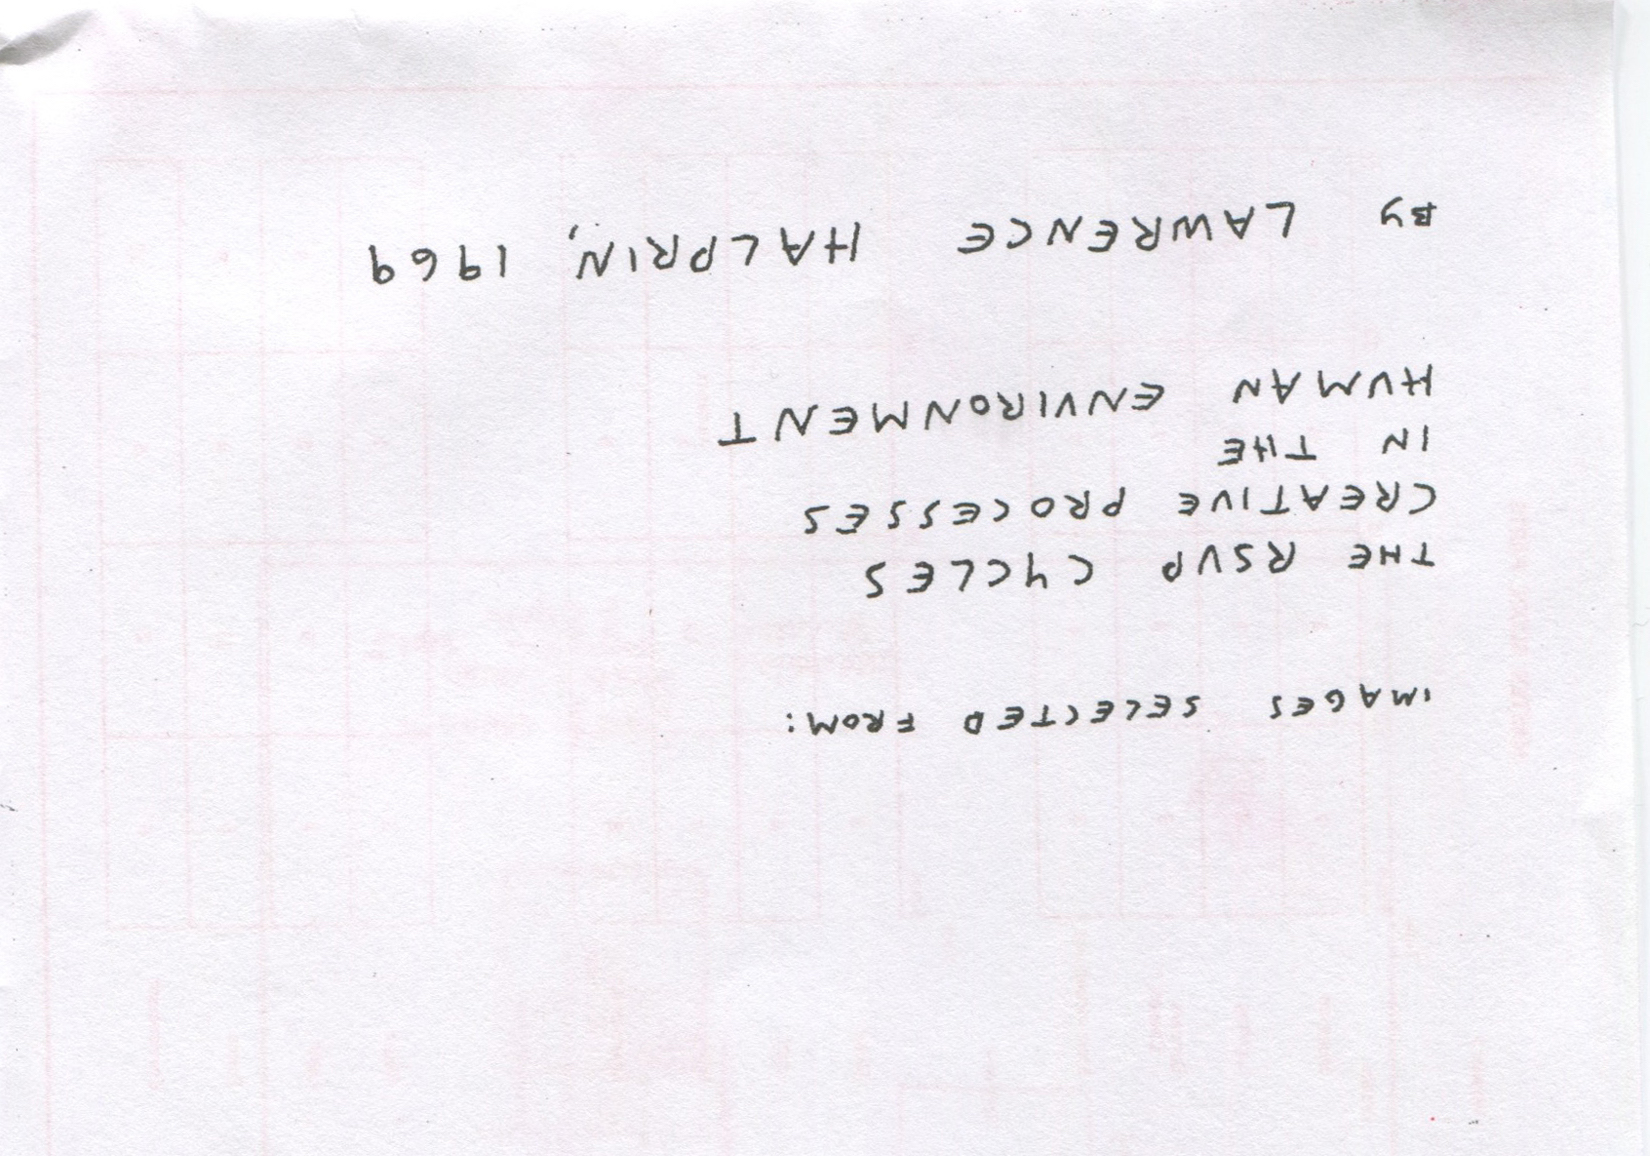 IMAGES SELECTED FROM:
THE RSVP CYCLES
CREATIVE PROCESSES
IN THE
HUMAN ENVIRONMENT
BY LAWRENCE HALPRIN, 1969